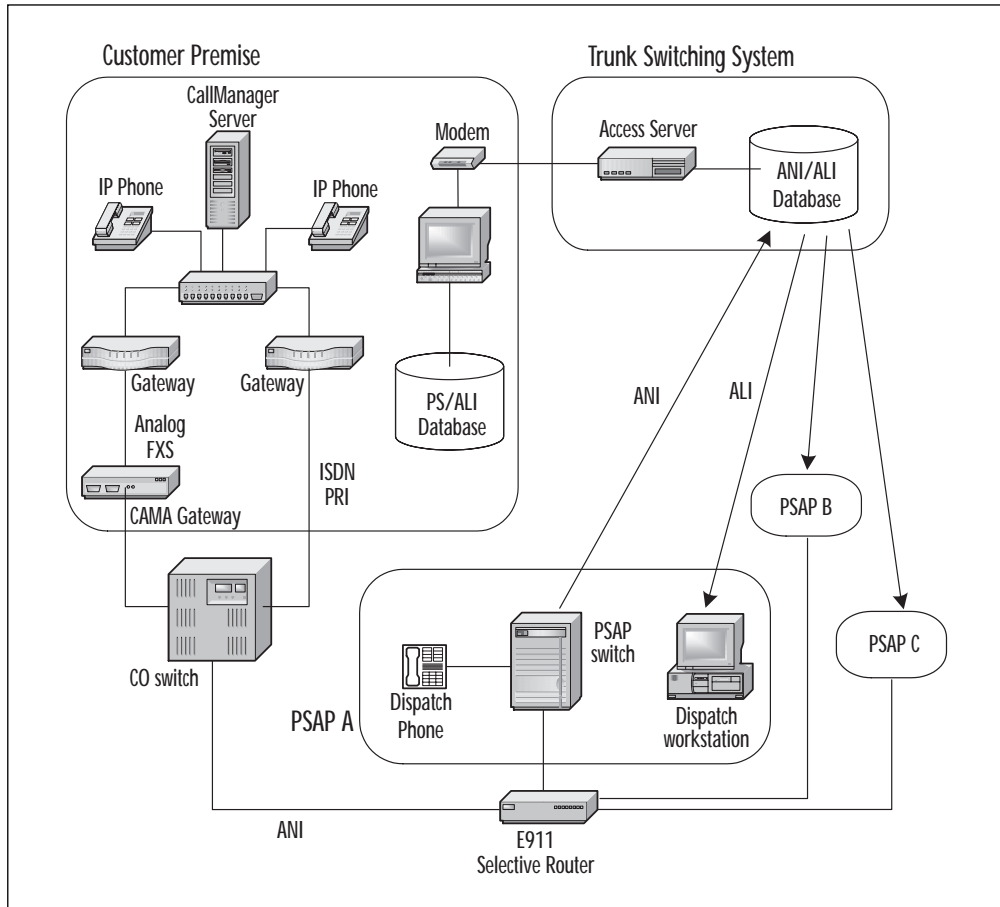 Customer Premise
Trunk Switching System
CallManager
Server
Modem
Access Server
ANI/ALI
Database
IP Phone
IP Phone
Gateway
Gateway
PS/ALI
Database
ANI
ALI
Analog
FXS
ISDN
PRI
CAMA Gateway
PSAP B
PSAP C
CO switch
PSAP
switch
Dispatch
Phone
Dispatch
workstation
PSAP A
ANI
E911
Selective Router